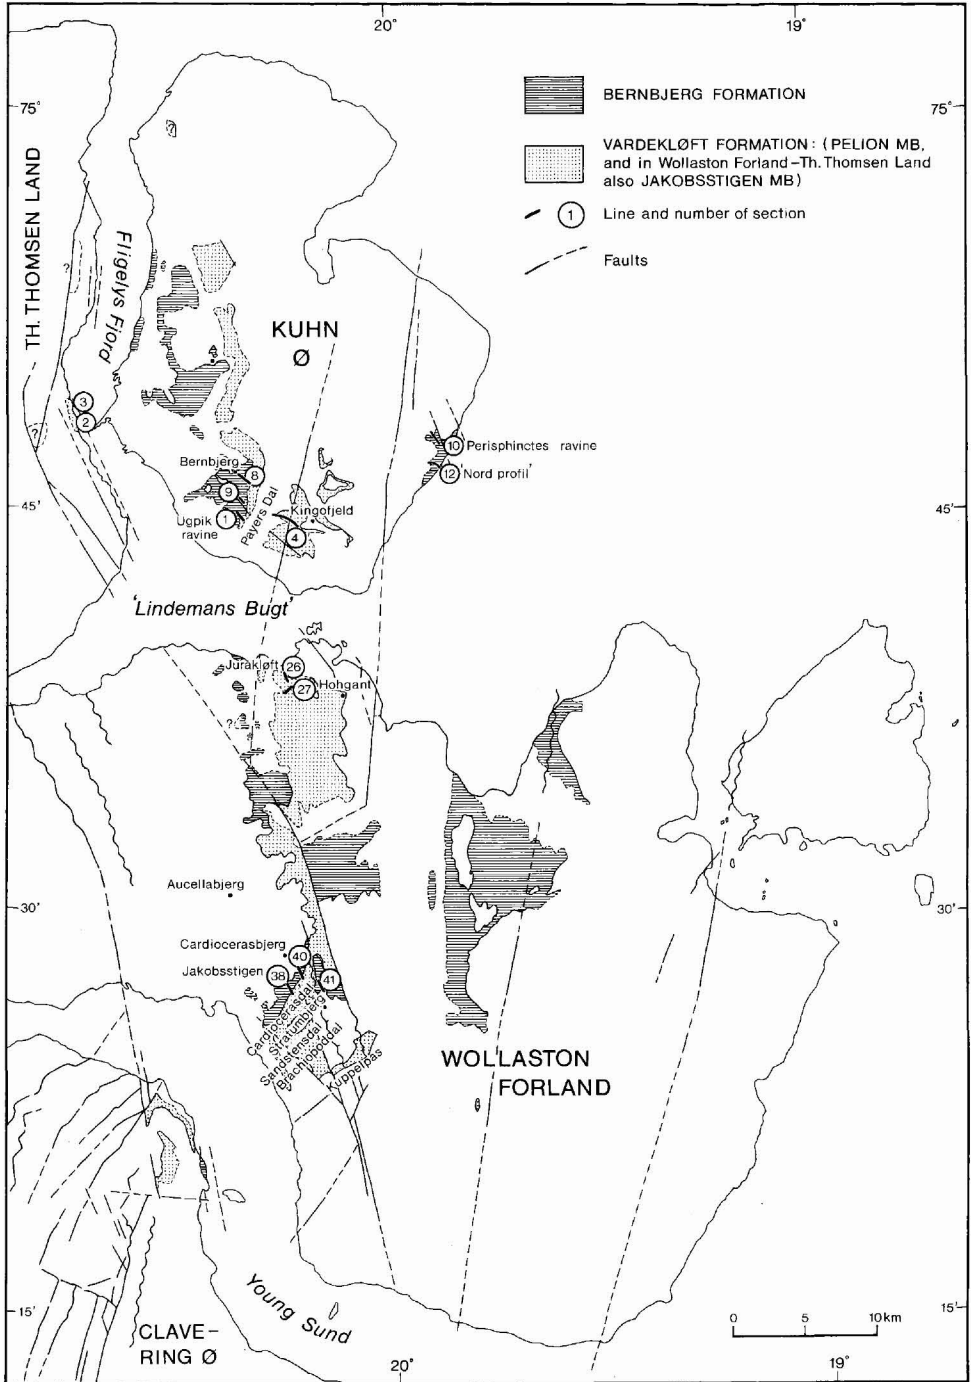 20°
19°
75°
75°
BERNBJERG FORMATION
VARDEKLØFT FORMATION: (PELION MB,
and in Wollaston Forland–Th. Thomsen Land
also JAKOBSSTIGEN MB)
1 Line and number of section
Faults
TH. THOMSEN LAND
Fligelys Fjord
?
?
KUHN
Ø
3
2
?
10 Perisphinctes ravine
12 'Nord profil'
Bernbjerg
8
9
45'
45'
Ugpik
ravine
1
Payers Dal
Kingofjeld
4
'Lindemans Bugt'
Jurakløft 26
27 Hohgant
?
Aucellabjerg
30'
30'
Cardiocerasbjerg
40
Jakobsstigen
38
41
Cardiocerasdal
Stratumbjerg
Sandstensdal
Brachiopoddal
Kuppelpas
WOLLASTON
FORLAND
Young Sund
15'
15'
0 5 10 km
CLAVE-
RING Ø
20°
19°